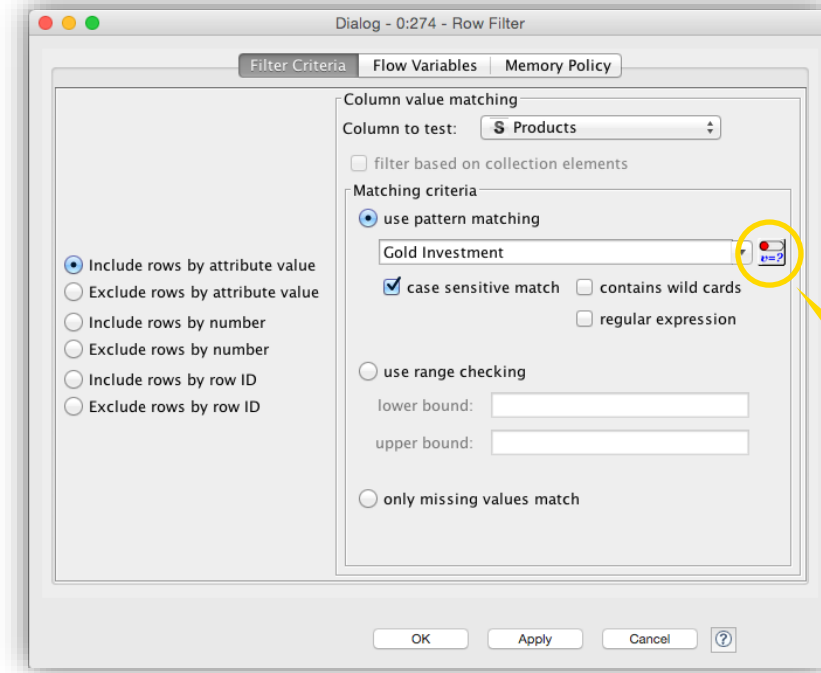 Dialog - 0:274 - Row Filter
Filter Criteria Flow Variables Memory Policy
Include rows by attribute value
Exclude rows by attribute value
Include rows by number
Exclude rows by number
Include rows by row ID
Exclude rows by row ID
Column value matching
Column to test: S Products
filter based on collection elements
Matching criteria
use pattern matching
Gold Investment
v=?
case sensitive match contains wild cards
regular expression
use range checking
lower bound:
upper bound:
only missing values match
OK Apply Cancel ?